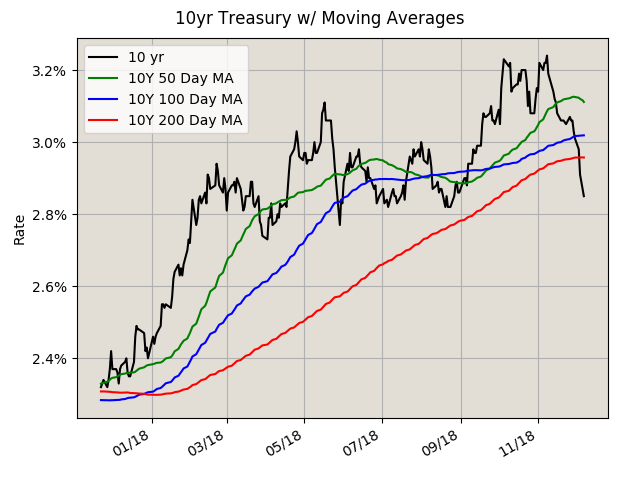 10yr Treasury w/ Moving Averages
10 yr
10Y 50 Day MA
10Y 100 Day MA
10Y 200 Day MA
Rate
3.2%
3.0%
2.8%
2.6%
2.4%
01/18
03/18
05/18
07/18
09/18
11/18